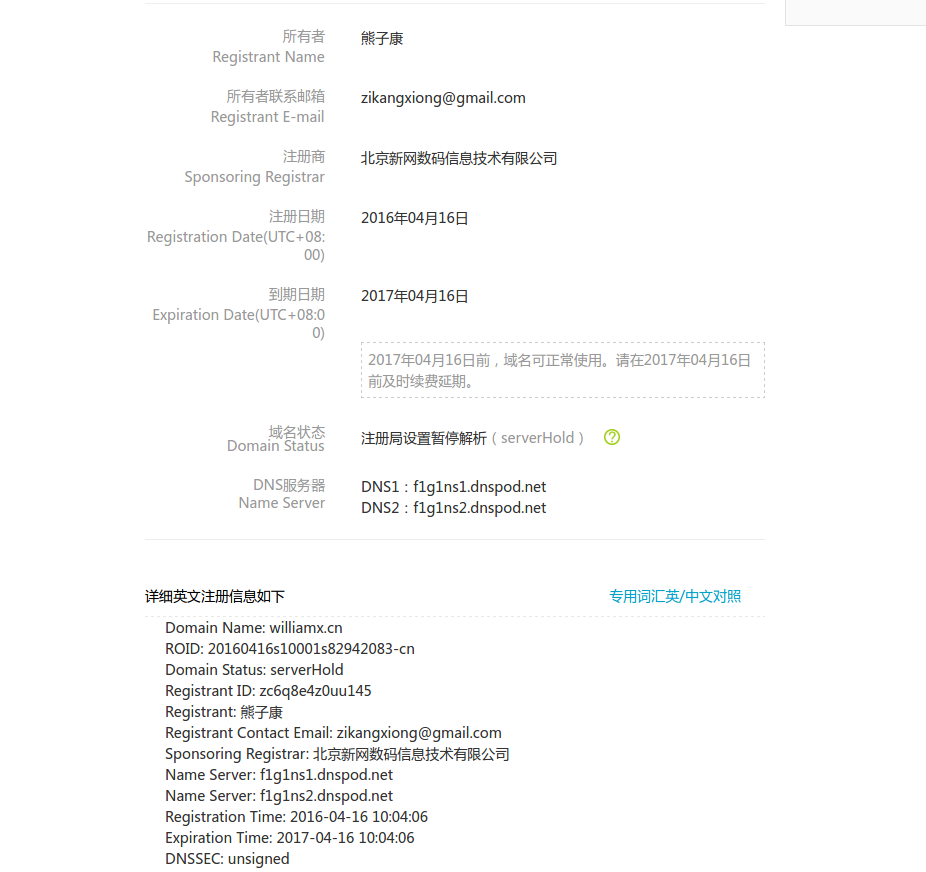 所有者
Registrant Name
熊子康
所有者联系邮箱
Registrant E-mail
zikangxiong@gmail.com
注册商
Sponsoring Registrar
北京新网数码信息技术有限公司
注册日期
Registration Date(UTC+08:
00)
2016年04月16日
到期日期
Expiration Date(UTC+08:0
0)
2017年04月16日
2017年04月16日前，域名可正常使用。请在2017年04月16日
前及时续费延期。
域名状态
Domain Status
注册局设置暂停解析（serverHold）
DNS服务器
Name Server
DNS1：f1g1ns1.dnspod.net
DNS2：f1g1ns2.dnspod.net
详细英文注册信息如下
专用词汇英/中文对照
Domain Name: williamx.cn
ROID: 20160416s10001s82942083-cn
Domain Status: serverHold
Registrant ID: zc6q8e4z0uu145
Registrant: 熊子康
Registrant Contact Email: zikangxiong@gmail.com
Sponsoring Registrar: 北京新网数码信息技术有限公司
Name Server: f1g1ns1.dnspod.net
Name Server: f1g1ns2.dnspod.net
Registration Time: 2016-04-16 10:04:06
Expiration Time: 2017-04-16 10:04:06
DNSSEC: unsigned